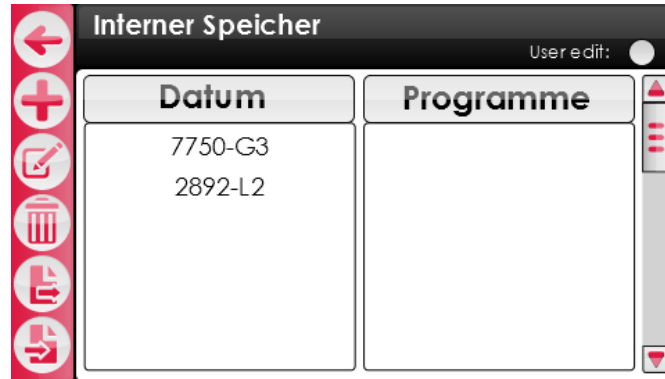 Interner Speicher
User edit:
Datum Programme
7750-G3
2892-L2